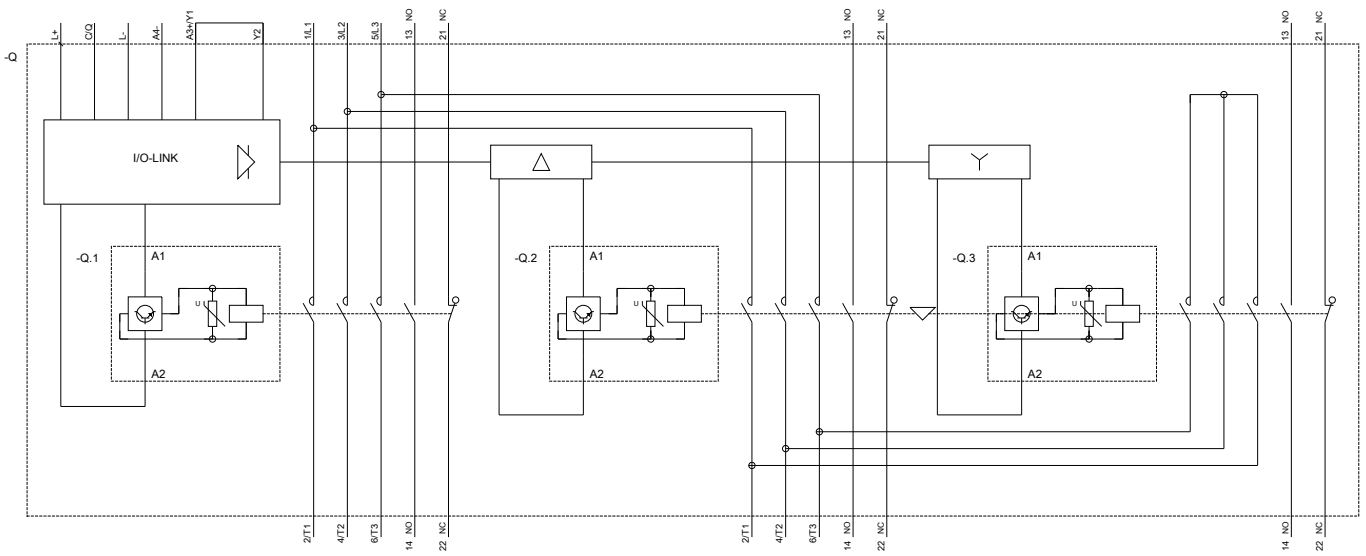 L+
C/Q
L-
A4-
A3+/Y1
Y2
1/L1
3/L2
5/L3
13 NO
21 NC
13 NO
21 NC
13 NO
21 NC
-Q
I/O-LINK
-Q.1
A1
U
A2
-Q.2
A1
U
A2
-Q.3
A1
U
A2
2/T1
4/T2
6/T3
14 NO
22 NC
2/T1
4/T2
6/T3
14 NO
22 NC
14 NO
22 NC